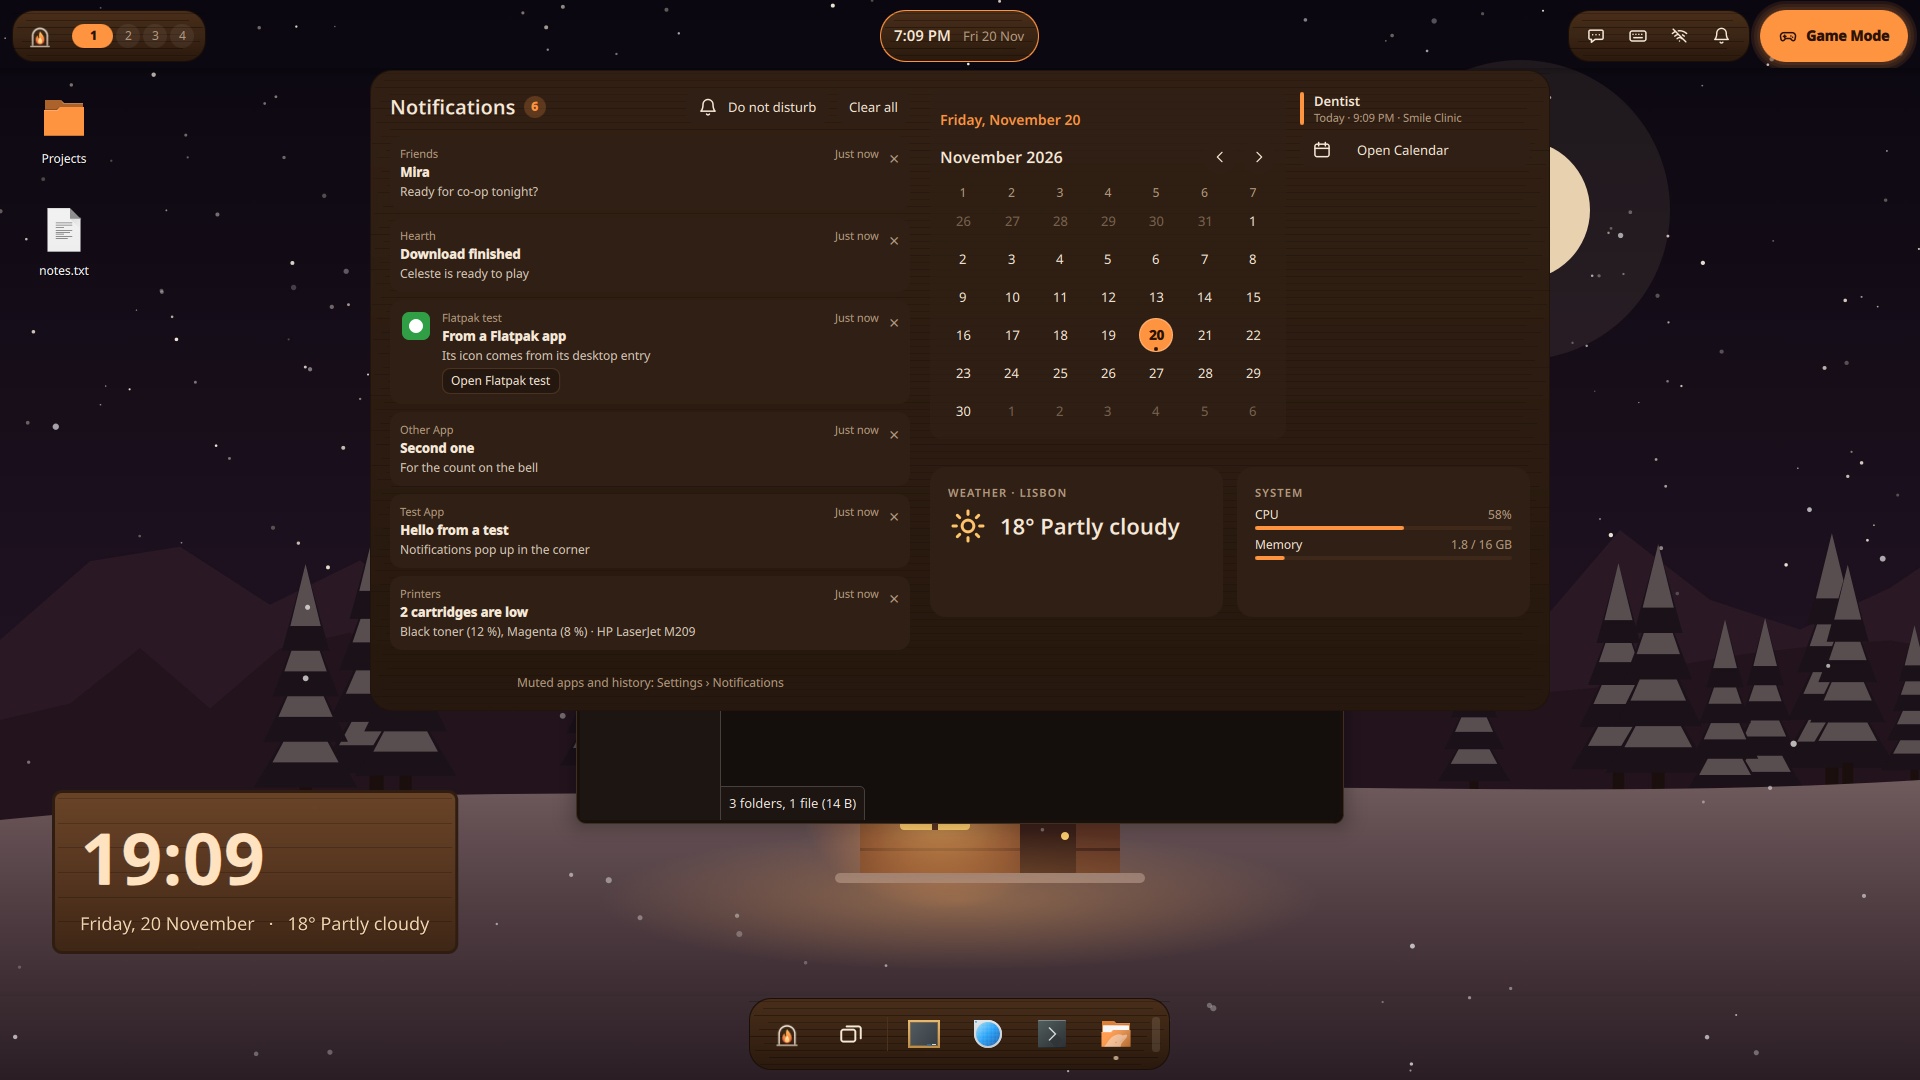 1 2 3 4
7:09 PM Fri 20 Nov
Game Mode
Projects
notes.txt
Notifications 6
Do not disturb
Clear all
Friends
Just now
Mira
Ready for co-op tonight?
Hearth
Just now
Download finished
Celeste is ready to play
Flatpak test
Just now
From a Flatpak app
Its icon comes from its desktop entry
Open Flatpak test
Other App
Just now
Second one
For the count on the bell
Test App
Just now
Hello from a test
Notifications pop up in the corner
Printers
Just now
2 cartridges are low
Black toner (12 %), Magenta (8 %) · HP LaserJet M209
Muted apps and history: Settings › Notifications
Friday, November 20
November 2026
1 2 3 4 5 6 7
26 27 28 29 30 31 1
2 3 4 5 6 7 8
9 10 11 12 13 14 15
16 17 18 19 20 21 22
23 24 25 26 27 28 29
30 1 2 3 4 5 6
Dentist
Today · 9:09 PM · Smile Clinic
Open Calendar
WEATHER · LISBON
18° Partly cloudy
SYSTEM
CPU 58%
Memory 1.8 / 16 GB
3 folders, 1 file (14 B)
19:09
Friday, 20 November · 18° Partly cloudy